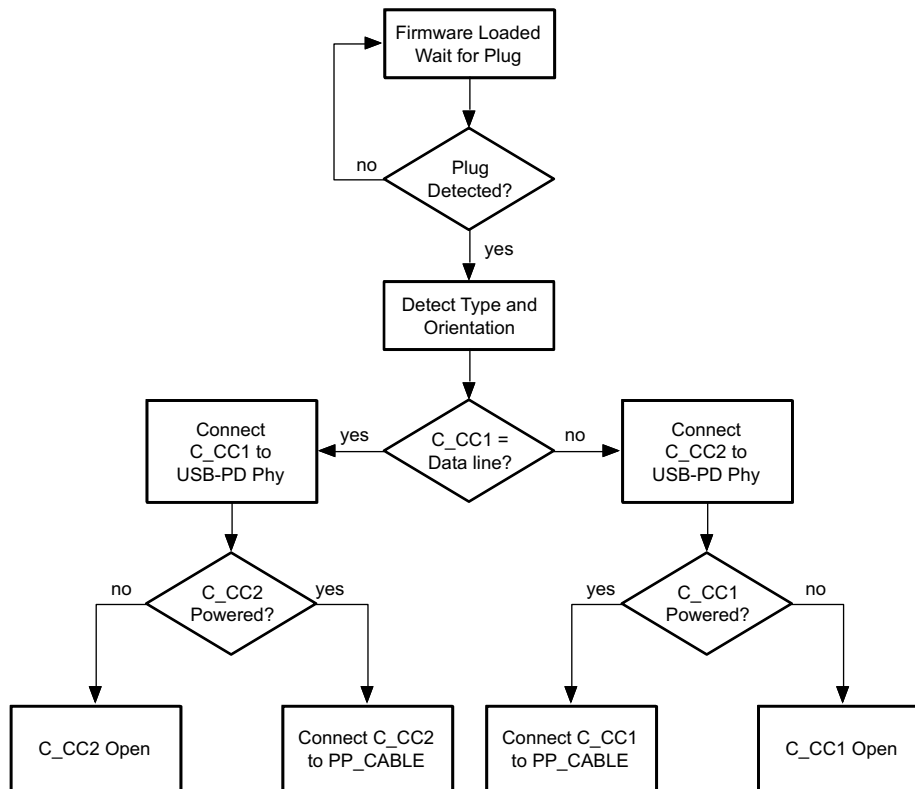 Firmware Loaded
Wait for Plug
no
Plug
Detected?
yes
Detect Type and
Orientation
Connect
C_CC1 to
USB-PD Phy
yes
C_CC1 =
Data line?
no
Connect
C_CC2 to
USB-PD Phy
no
C_CC2
Powered?
yes
yes
C_CC1
Powered?
no
C_CC2 Open
Connect C_CC2
to PP_CABLE
Connect C_CC1
to PP_CABLE
C_CC1 Open